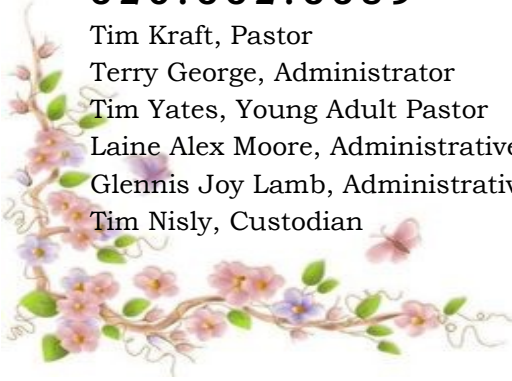 Tim Kraft, Pastor
Terry George, Administrator
Tim Yates, Young Adult Pastor
Laine Alex Moore, Administrative
Glennis Joy Lamb,
Tim Nisly, Custodian